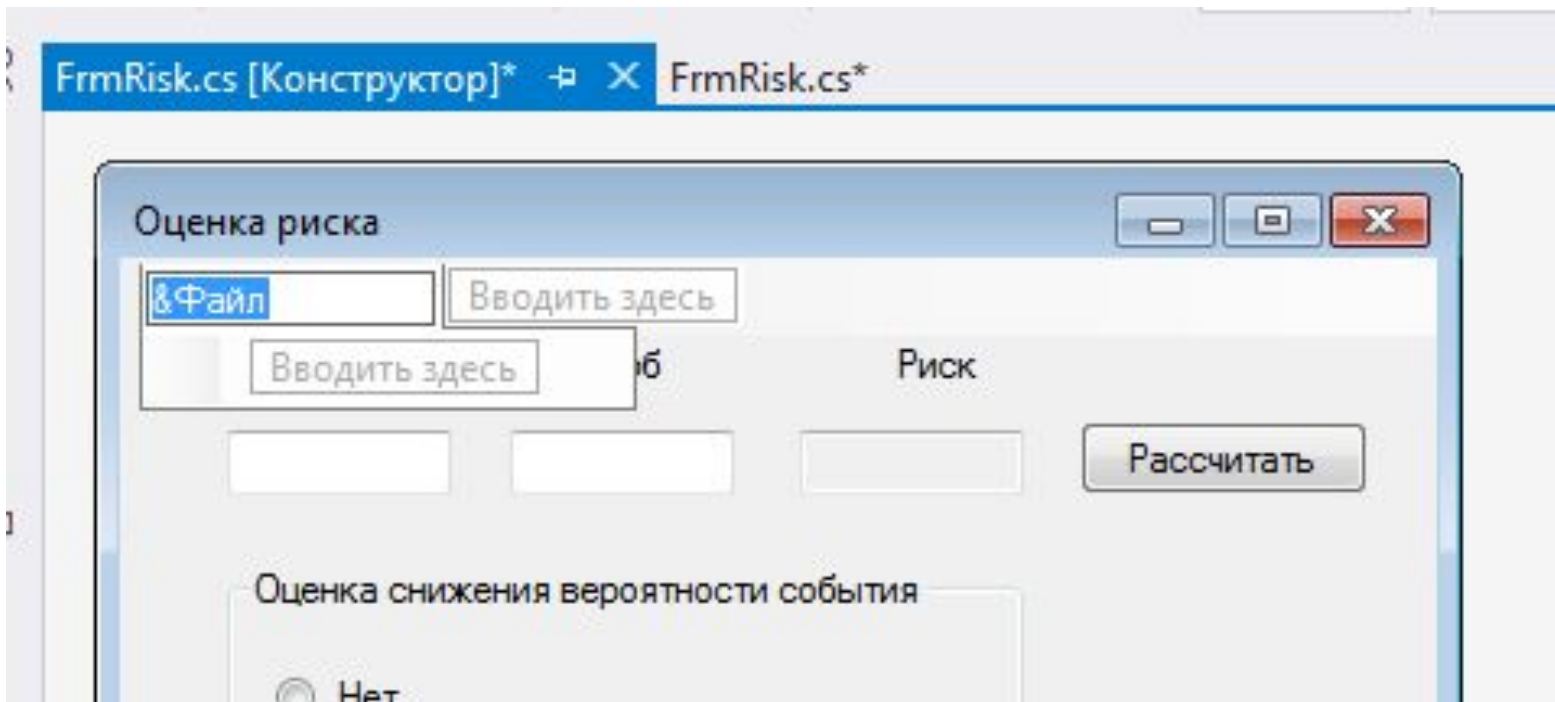 FrmRisk.cs [Конструктор]* FrmRisk.cs*
Оценка риска
&Файл Вводить здесь
Вводить здесь об Риск
Рассчитать
Оценка снижения вероятности события
Нет